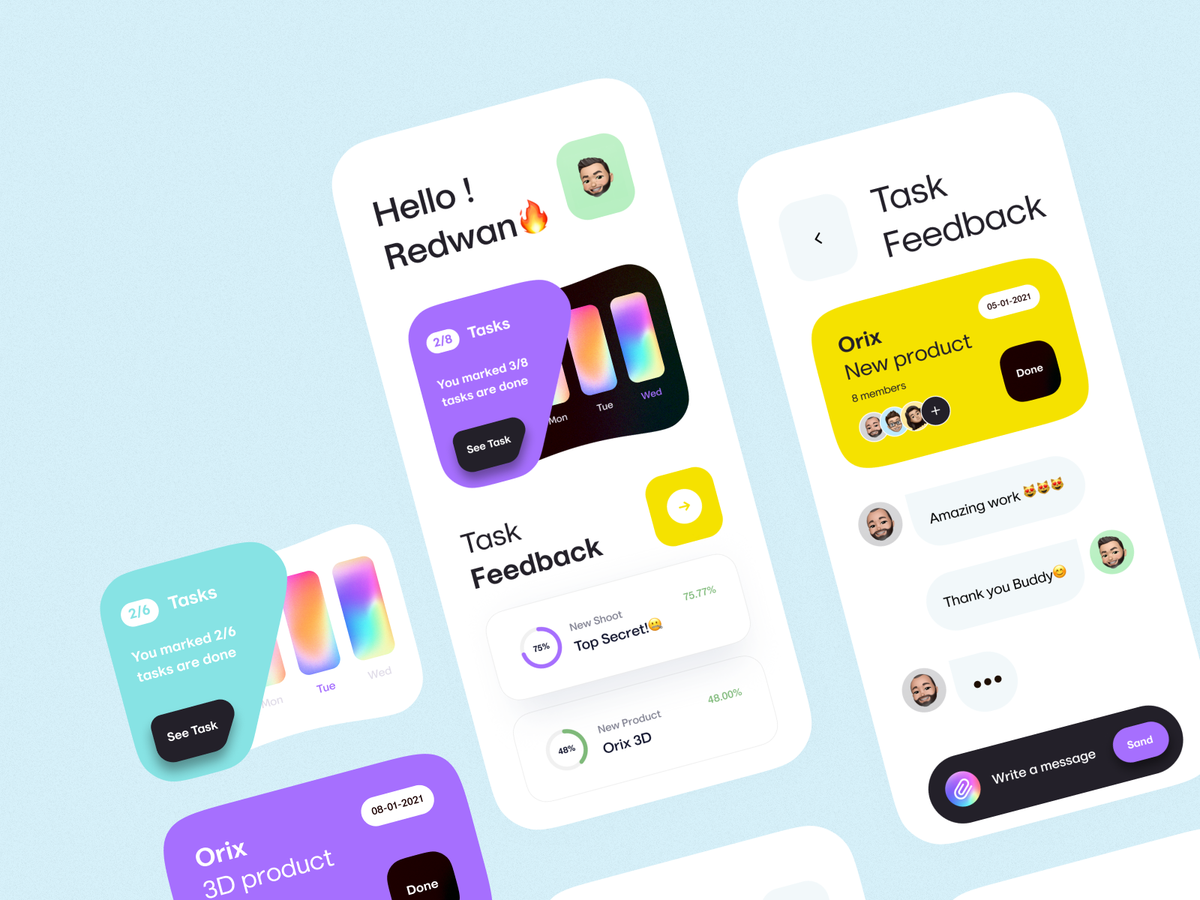 Hello !
Redwan🔥
2/8 Tasks
You marked 3/8
tasks are done
See Task
Mon
Tue
Wed
Task
Feedback
75%
New Shoot
Top Secret!🤐
75.77%
48%
New Product
Orix 3D
48.00%
Task
Feedback
05-01-2021
Orix
New product
8 members
Done
Amazing work 😻😻😻
Thank you Buddy😊
Write a message
Sand
2/6 Tasks
You marked 2/6
tasks are done
See Task
Mon
Tue
Wed
08-01-2021
Orix
3D product
Done